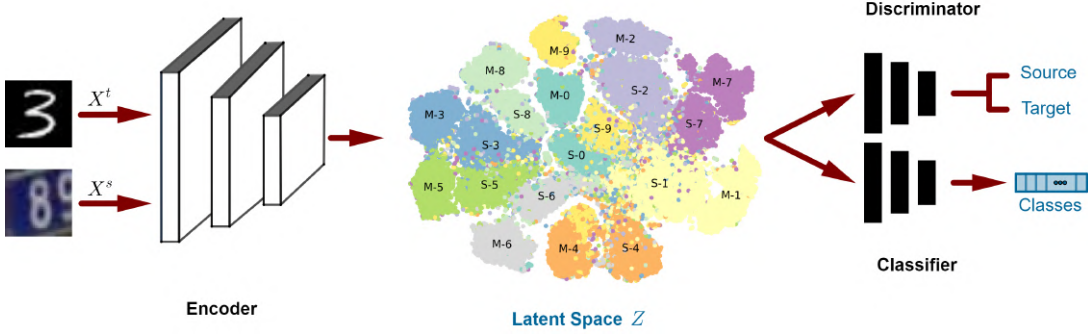 Discriminator
M-9
M-2
M-8
M-7
Source
X^t
M-0
S-2
Target
M-3
S-8
S-9
S-7
S-3
S-0
X^s
M-5
S-5
S-6
S-1
M-1
Classes
M-6
M-4
S-4
Classifier
Encoder
Latent Space Z
3
89